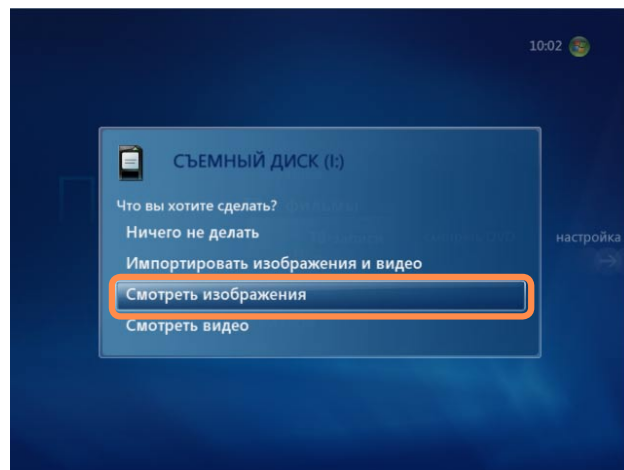 10:02
СЪЕМНЫЙ ДИСК (I:)
Что вы хотите сделать?
Ничего не делать
настройка
Импортировать изображения и видео
Смотреть изображения
Смотреть видео